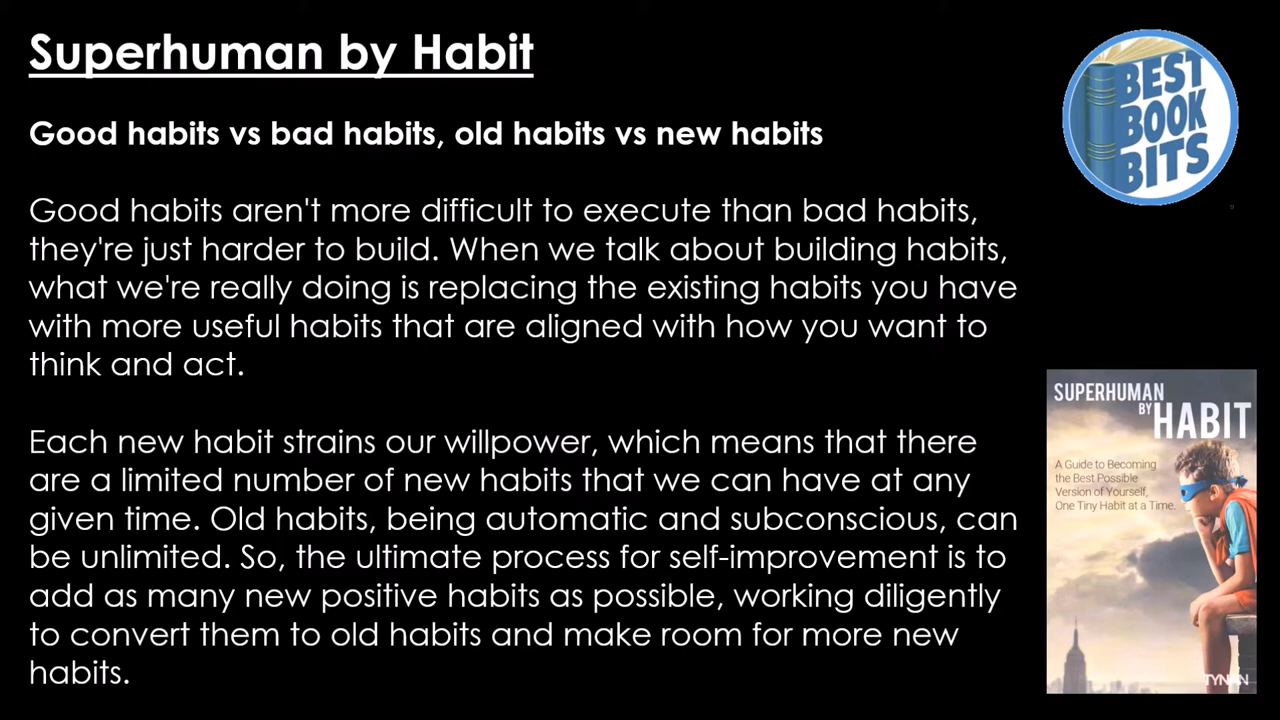 Superhuman by Habit
Good habits vs bad habits, old habits vs new habits
Good habits aren't more difficult to execute than bad habits,
they're just harder to build. When we talk about building habits,
what we're really doing is replacing the existing habits you have
with more useful habits that are aligned with how you want to
think and act.
Each new habit strains our willpower, which means that there
are a limited number of new habits that we can have at any
given time. Old habits, being automatic and subconscious, can
be unlimited. So, the ultimate process for self-improvement is to
add as many new positive habits as possible, working diligently
to convert them to old habits and make room for more new
habits.
BEST
BOOK
BITS
SUPERHUMAN
BY HABIT
A Guide to Becoming
the Best Possible
Version of Yourself,
One Tiny Habit at a Time.
TYNAN